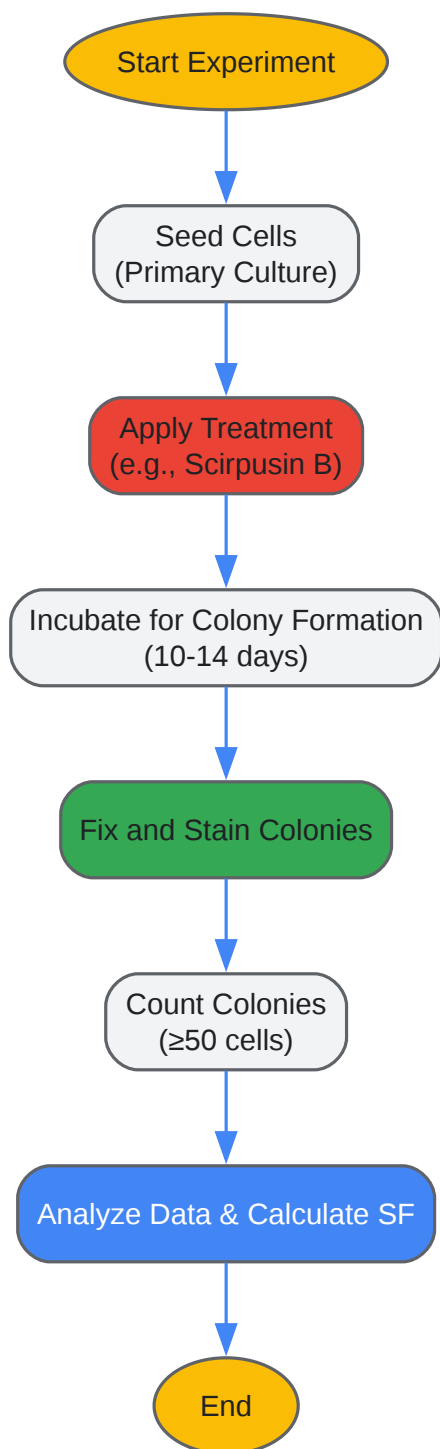 Start Experiment
Seed Cells
(Primary Culture)
Apply Treatment
(e.g., Scirpusin B)
Incubate for Colony Formation
(10-14 days)
Fix and Stain Colonies
Count Colonies
(≥50 cells)
Analyze Data & Calculate SF
End